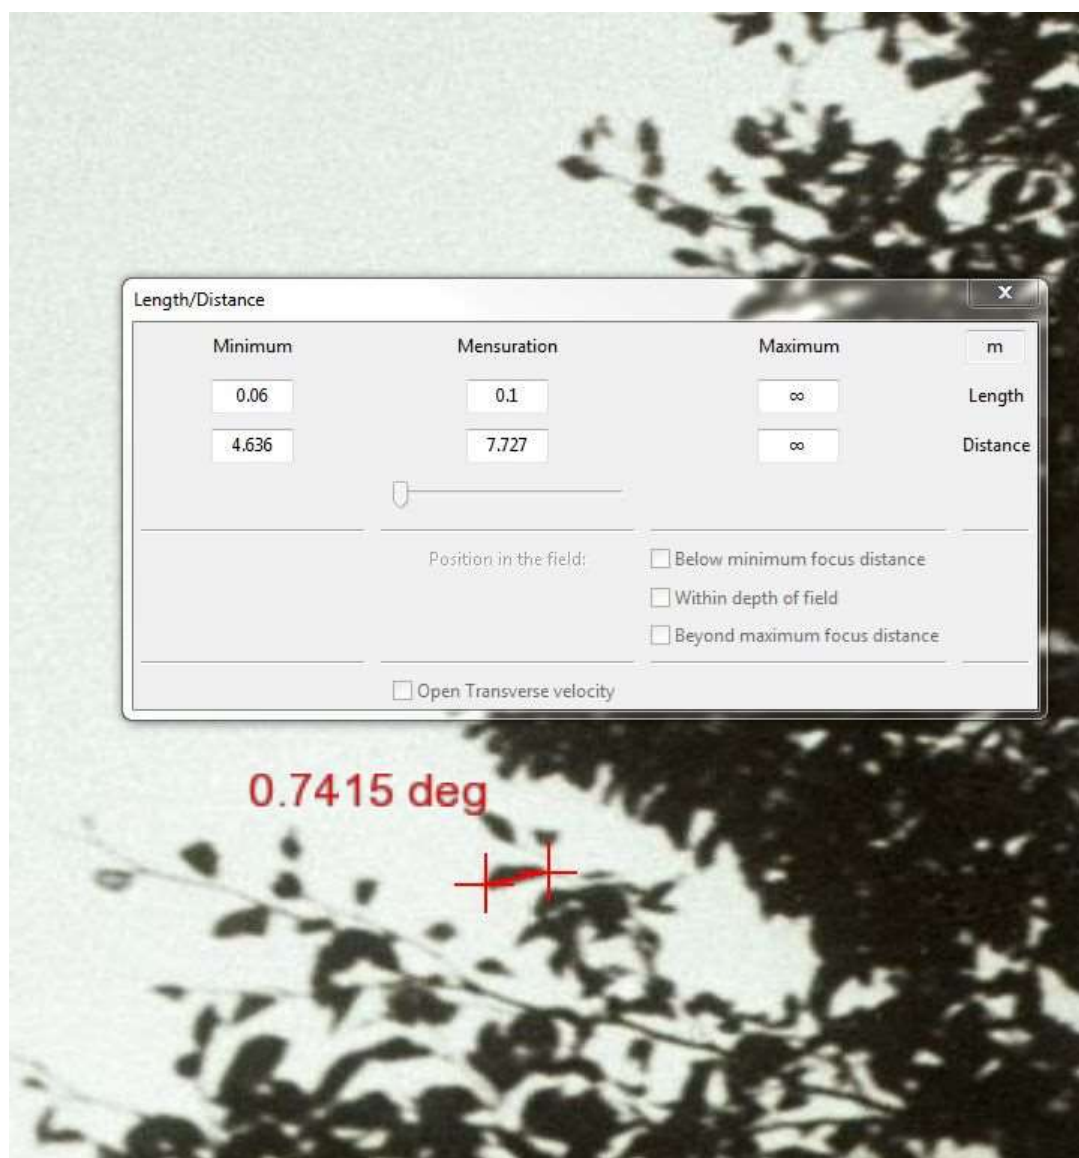 Length/Distance x
Minimum Mensuration Maximum m
0.06 0.1 ∞ Length
4.636 7.727 ∞ Distance
Position in the field: Below minimum focus distance
Within depth of field
Beyond maximum focus distance
Open Transverse velocity
0.7415 deg